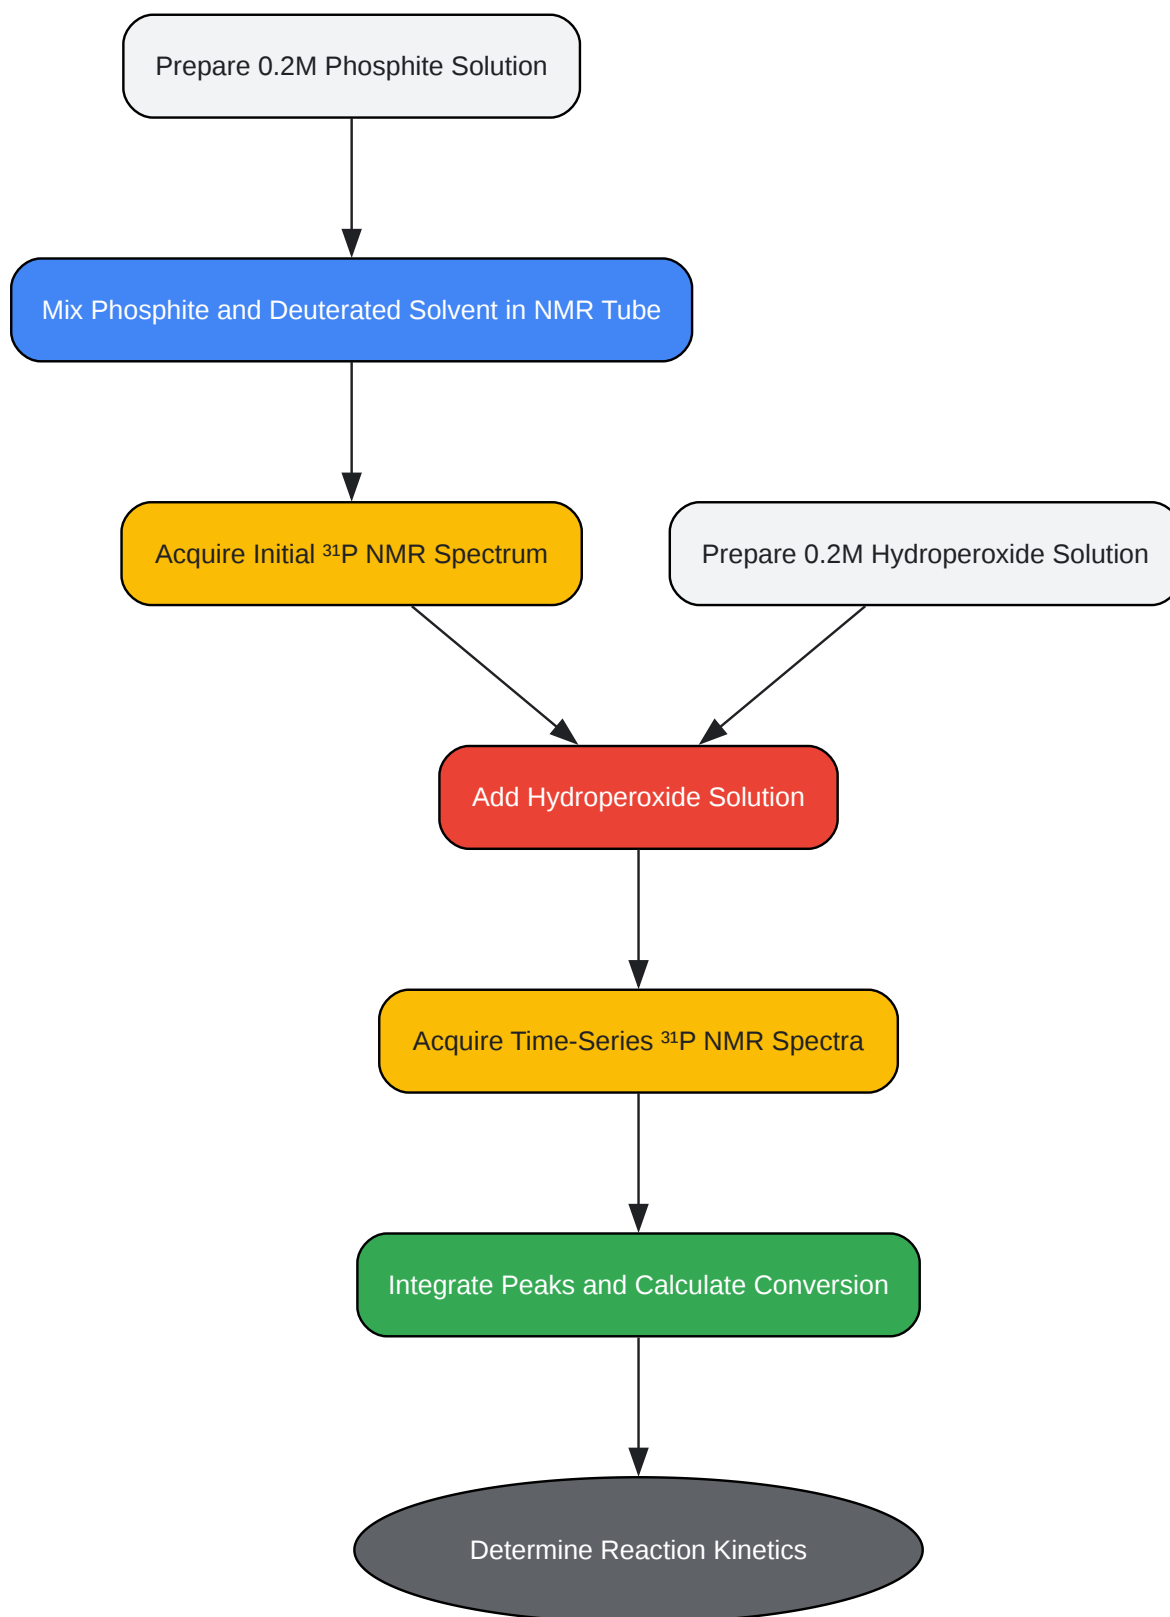 Prepare 0.2M Phosphite Solution
Mix Phosphite and Deuterated Solvent in NMR Tube
Acquire Initial ³¹P NMR Spectrum
Prepare 0.2M Hydroperoxide Solution
Add Hydroperoxide Solution
Acquire Time-Series ³¹P NMR Spectra
Integrate Peaks and Calculate Conversion
Determine Reaction Kinetics